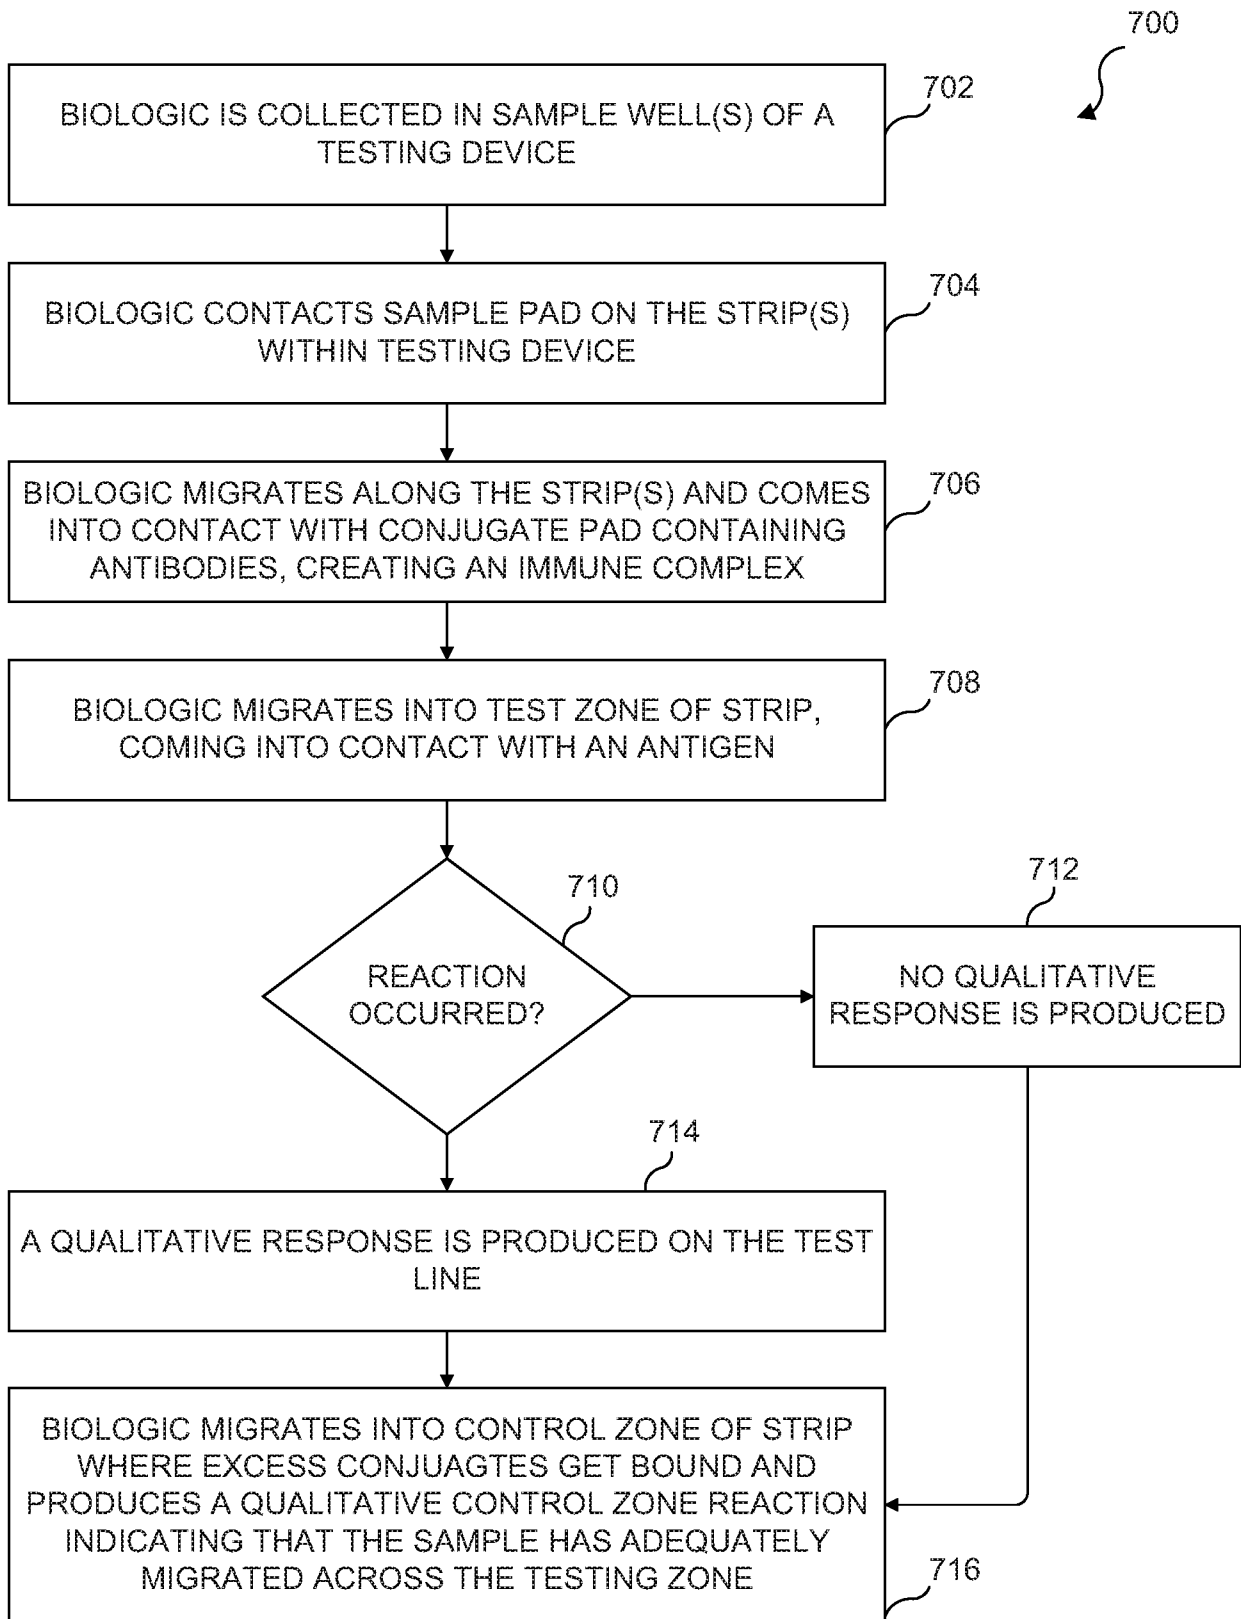 700
702
BIOLOGIC IS COLLECTED IN SAMPLE WELL(S) OF A
TESTING DEVICE
704
BIOLOGIC CONTACTS SAMPLE PAD ON THE STRIP(S)
WITHIN TESTING DEVICE
706
BIOLOGIC MIGRATES ALONG THE STRIP(S) AND COMES
INTO CONTACT WITH CONJUGATE PAD CONTAINING
ANTIBODIES, CREATING AN IMMUNE COMPLEX
708
BIOLOGIC MIGRATES INTO TEST ZONE OF STRIP,
COMING INTO CONTACT WITH AN ANTIGEN
710
REACTION
OCCURRED?
712
NO QUALITATIVE
RESPONSE IS PRODUCED
714
A QUALITATIVE RESPONSE IS PRODUCED ON THE TEST
LINE
BIOLOGIC MIGRATES INTO CONTROL ZONE OF STRIP
WHERE EXCESS CONJUAGTES GET BOUND AND
PRODUCES A QUALITATIVE CONTROL ZONE REACTION
INDICATING THAT THE SAMPLE HAS ADEQUATELY
MIGRATED ACROSS THE TESTING ZONE
716